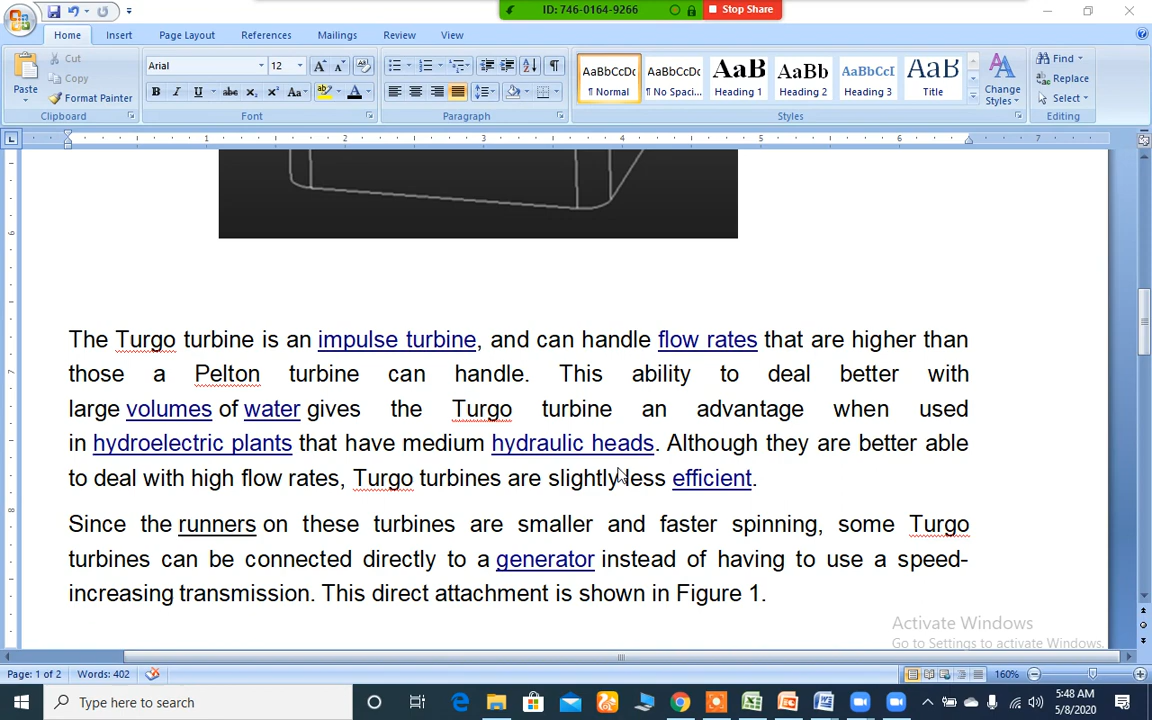 ID: 746-0164-9266 Stop Share
Home Insert Page Layout References Mailings Review View
Paste Cut Copy Format Painter
Clipboard
Arial 12
Font
Paragraph
AaBbCcDc AaBbCcDc AaB AaBb AaBbCcI AaB
¶ Normal ¶ No Spaci... Heading 1 Heading 2 Heading 3 Title
Change Styles
Styles
Find
Replace
Select
Editing
1 2 3 4 5 6 7
The Turgo turbine is an impulse turbine, and can handle flow rates that are higher than
those a Pelton turbine can handle. This ability to deal better with
large volumes of water gives the Turgo turbine an advantage when used
in hydroelectric plants that have medium hydraulic heads. Although they are better able
to deal with high flow rates, Turgo turbines are slightly less efficient.
Since the runners on these turbines are smaller and faster spinning, some Turgo
turbines can be connected directly to a generator instead of having to use a speed-
increasing transmission. This direct attachment is shown in Figure 1.
Activate Windows
Go to Settings to activate Windows.
Page: 1 of 2 Words: 402 160%
Type here to search
5:48 AM
5/8/2020